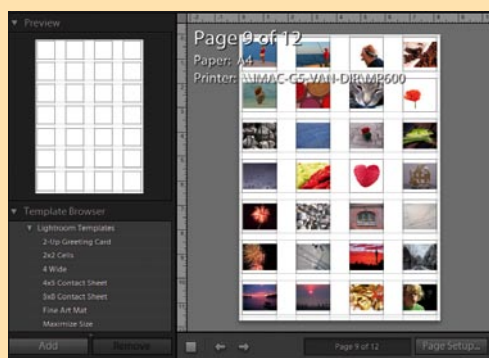 Preview
Page 9 of 12
Paper: A4
Printer: \\IMAC-G5-VAN-DIR\MP600
Template Browser
Lightroom Templates
2-Up Greeting Card
2x2 Cells
4 Wide
4x5 Contact Sheet
5x8 Contact Sheet
Fine Art Mat
Maximize Size
Add
Remove
Page 9 of 12
Page Setup...